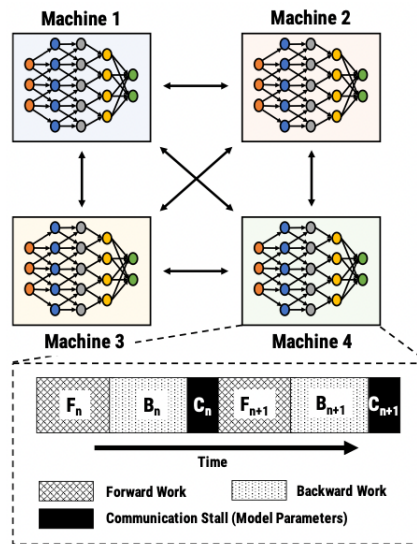 Machine 1
Machine 2
Machine 3
Machine 4
Fn
Bn
Cn
Fn+1
Bn+1
Cn+1
Time
Forward Work
Backward Work
Communication Stall (Model Parameters)